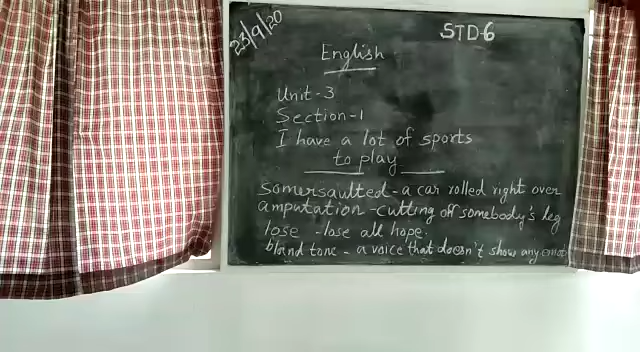 23/9/20
STD-6
English
Unit-3
Section-1
I have a lot of sports
to play
somersaulted - a car rolled right over
amputation - cutting off somebody's leg
lose - lose all hope.
bland tone - a voice that doesn't show any